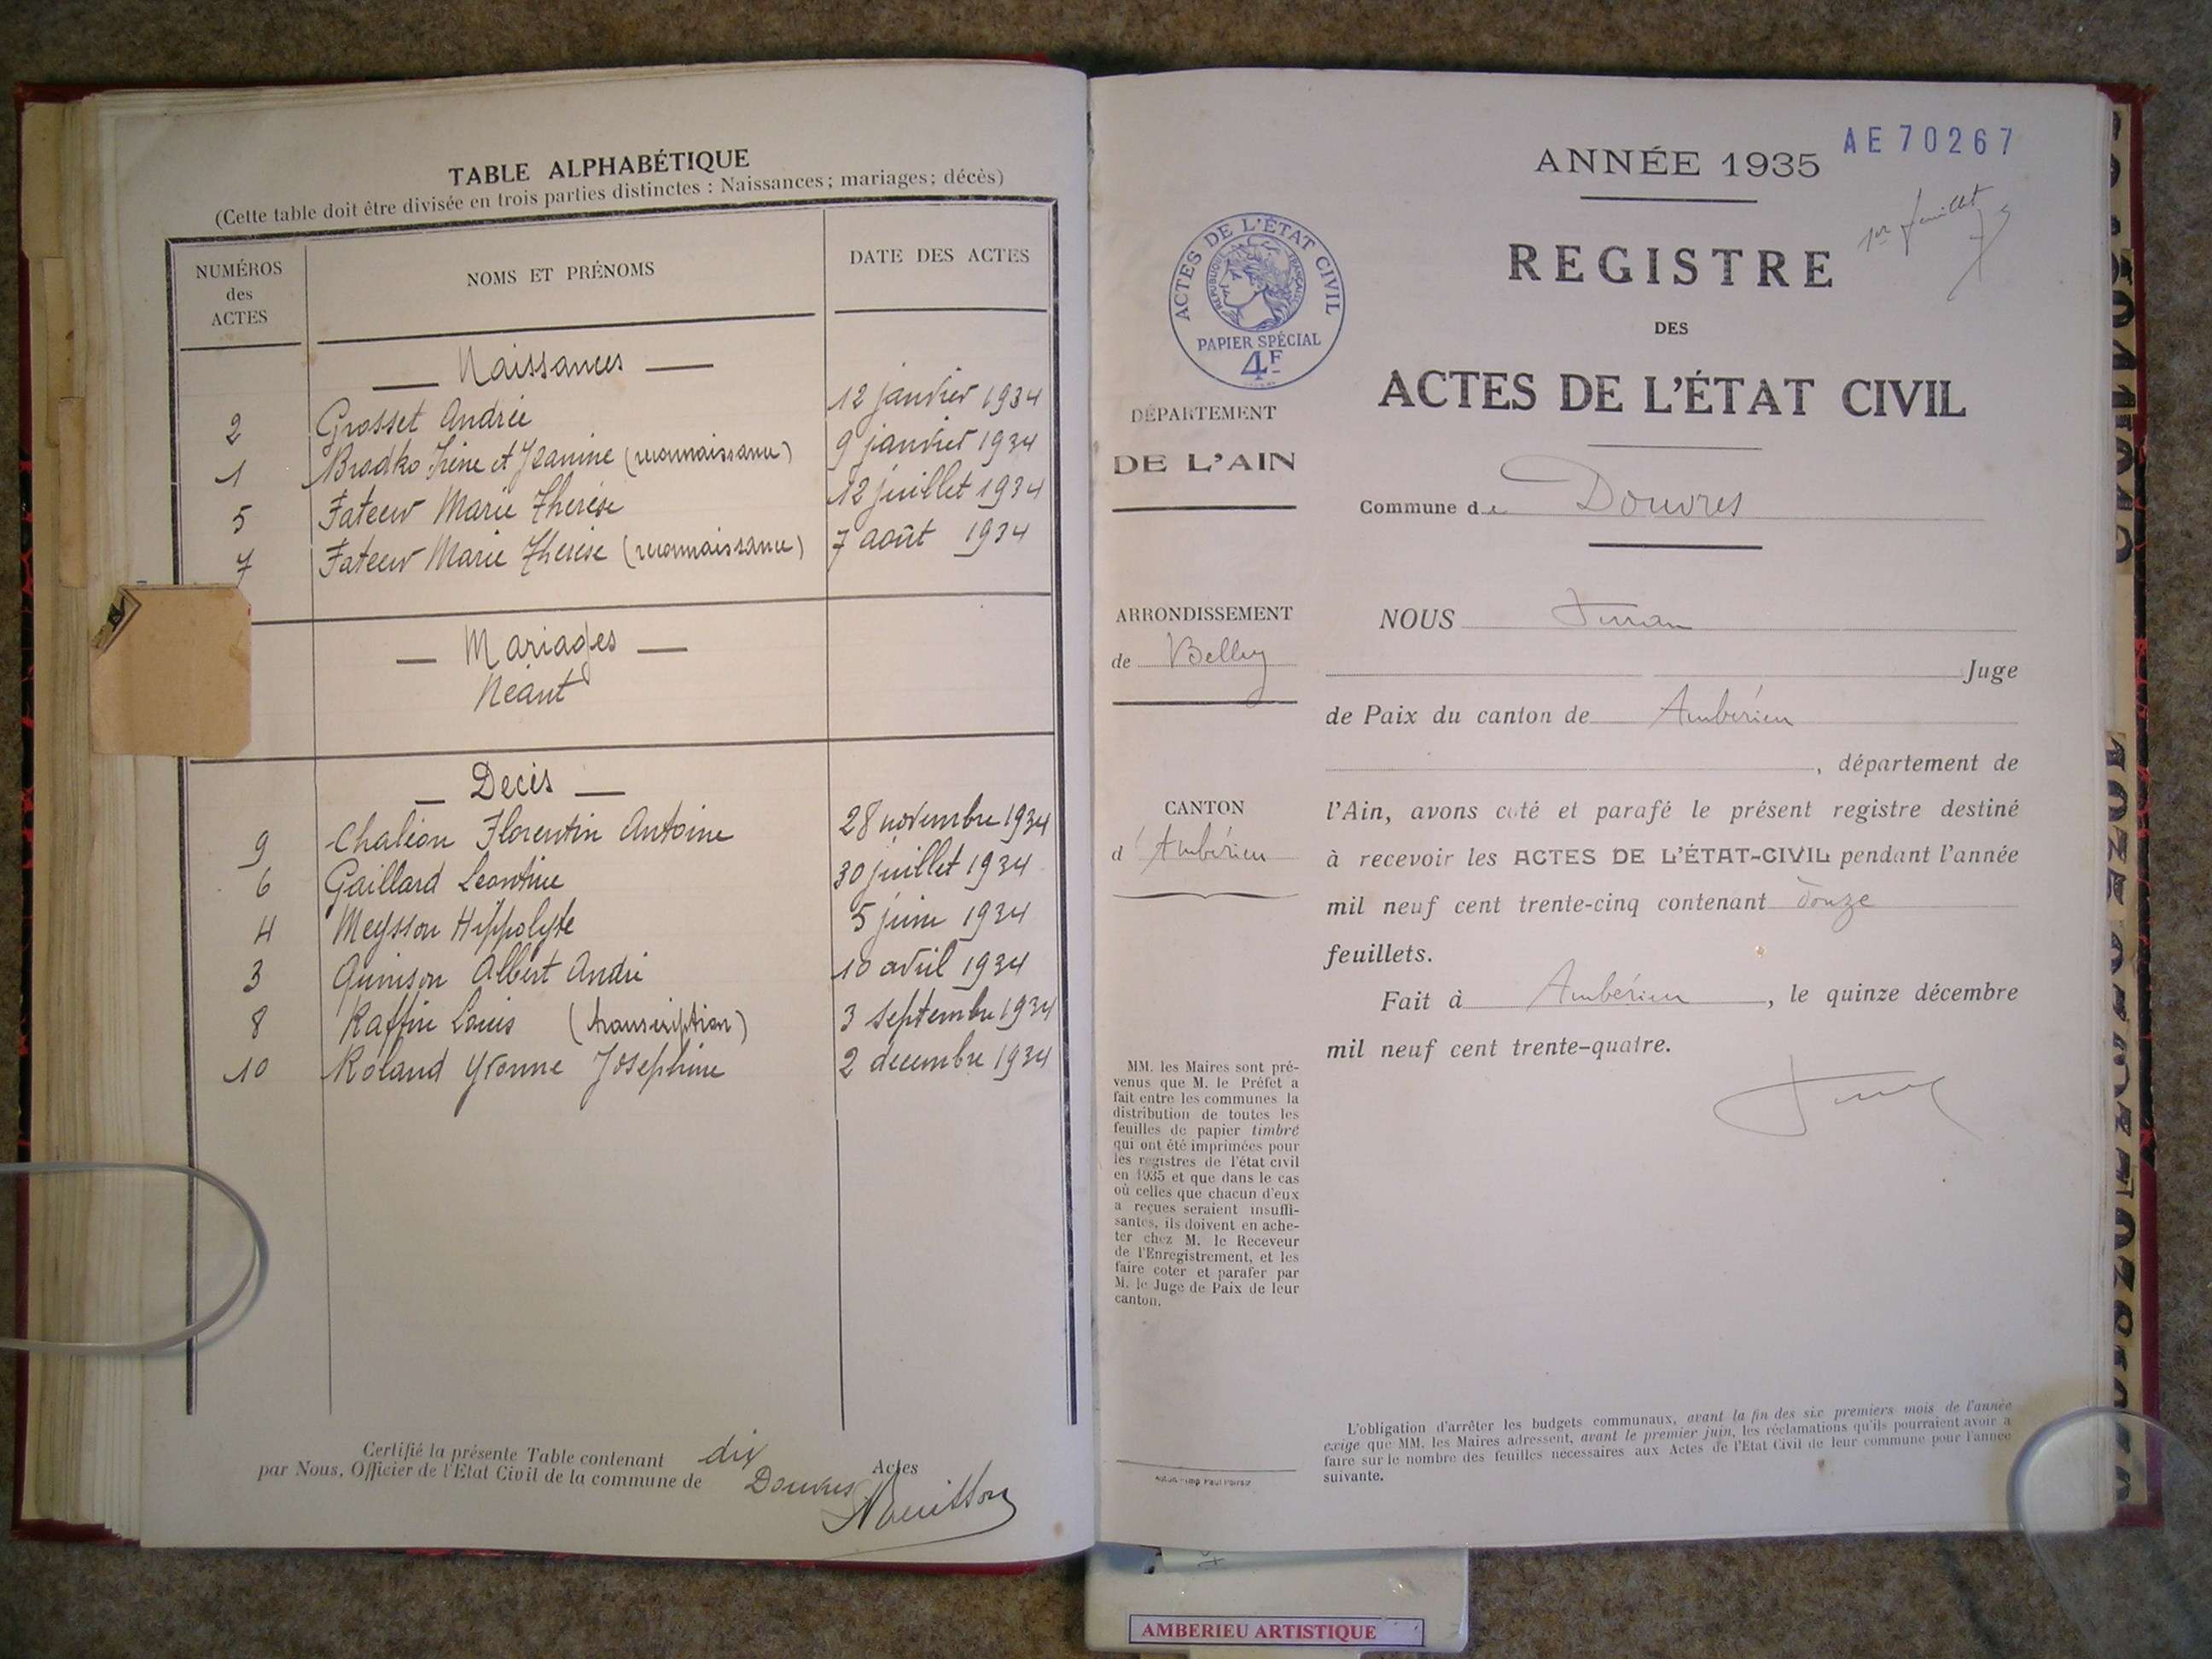 TABLE ALPHABÉTIQUE
(Cette table doit être divisée en trois parties distinctes : Naissances ; mariages ; décès)
NUMÉROS des ACTES NOMS ET PRÉNOMS DATE DES ACTES
Naissances
2 Grosset Andrée 12 janvier 1934
1 Brodko Irène et Jeanine (reconnaissance) 9 janvier 1934
5 Fateew Marie Thérèse 12 juillet 1934
7 Fateew Marie Thérèse (reconnaissance) 7 août 1934
Mariages
Néant
Décès
9 Chaléon Florentin Antoine 28 novembre 1934
6 Gaillard Léontine 30 juillet 1934
4 Meysson Hippolyte 5 juin 1934
3 Quinson Albert André 10 avril 1934
8 Raffin Louis (transcription) 3 septembre 1934
10 Roland Yvonne Joséphine 2 décembre 1934
Certifié la présente Table contenant dix Actes
par Nous, Officier de l'Etat Civil de la commune de Douvres
AE70267
ANNÉE 1935
1er feuillet
REGISTRE
DES
ACTES DE L'ÉTAT CIVIL
Commune de Douvres
ACTES DE L'ÉTAT CIVIL
RÉPUBLIQUE FRANÇAISE
PAPIER SPÉCIAL
4F
DÉPARTEMENT
DE L'AIN
ARRONDISSEMENT
de Belley
CANTON
d'Ambérieu
MM. les Maires sont pré-
venus que M. le Préfet a
fait entre les communes la
distribution de toutes les
feuilles de papier timbré
qui ont été imprimées pour
les registres de l'état civil
en 1935 et que dans le cas
où celles que chacun d'eux
a reçues seraient insuffi-
santes, ils doivent en ache-
ter chez M. le Receveur
de l'Enregistrement, et les
faire coter et parafer par
M. le Juge de Paix de leur
canton.
NOUS
Juge
de Paix du canton de Ambérieu
, département de
l'Ain, avons coté et parafé le présent registre destiné
à recevoir les ACTES DE L'ÉTAT-CIVIL pendant l'année
mil neuf cent trente-cinq contenant douze
feuillets.
Fait à Ambérieu, le quinze décembre
mil neuf cent trente-quatre.
L'obligation d'arrêter les budgets communaux, avant la fin des six premiers mois de l'année
exige que MM. les Maires adressent, avant le premier juin, les réclamations qu'ils pourraient avoir à
faire sur le nombre des feuilles nécessaires aux Actes de l'Etat Civil de leur commune pour l'année
suivante.
AMBERIEU ARTISTIQUE